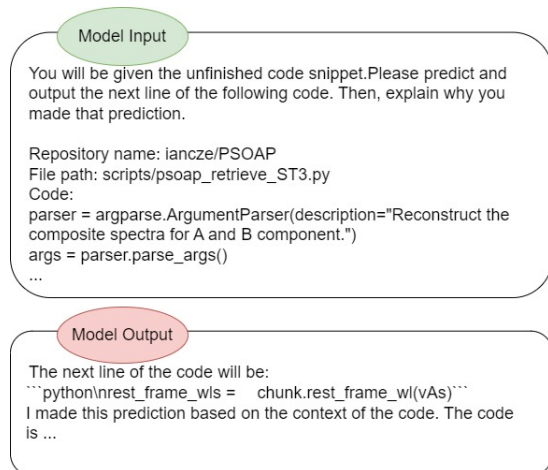 Model Input
You will be given the unfinished code snippet.Please predict and
output the next line of the following code. Then, explain why you
made that prediction.
Repository name: iancze/PSOAP
File path: scripts/psoap_retrieve_ST3.py
Code:
parser = argparse.ArgumentParser(description="Reconstruct the
composite spectra for A and B component.")
args = parser.parse_args()
...
Model Output
The next line of the code will be:
```python\nrest_frame_wls =    chunk.rest_frame_wl(vAs)```
I made this prediction based on the context of the code. The code
is ...